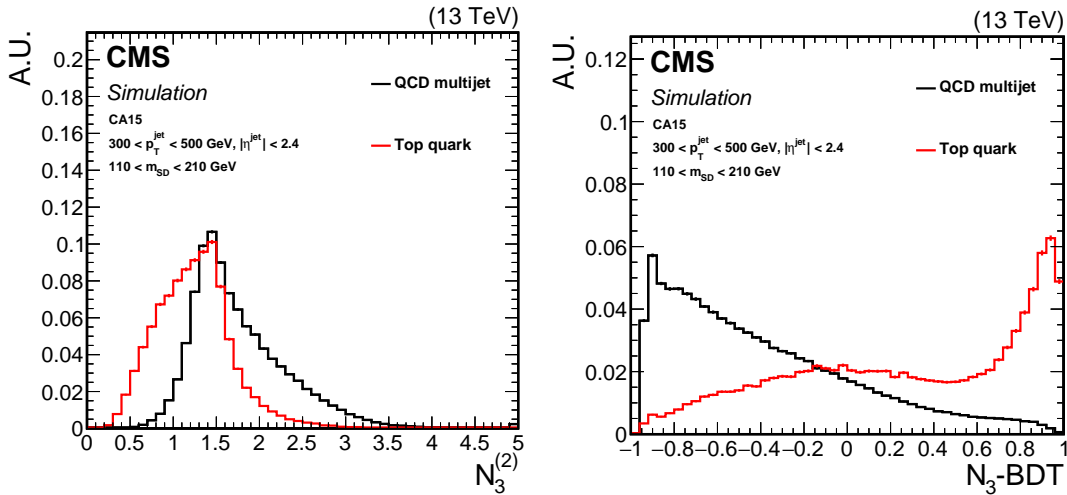 (13 TeV)
A.U.
CMS
Simulation
CA15
300 < p_T^jet < 500 GeV, |η^jet| < 2.4
110 < m_SD < 210 GeV
QCD multijet
Top quark
0.2
0.18
0.16
0.14
0.12
0.1
0.08
0.06
0.04
0.02
0
0 0.5 1 1.5 2 2.5 3 3.5 4 4.5 5
N_3^(2)
(13 TeV)
A.U.
CMS
Simulation
CA15
300 < p_T^jet < 500 GeV, |η^jet| < 2.4
110 < m_SD < 210 GeV
QCD multijet
Top quark
0.12
0.1
0.08
0.06
0.04
0.02
0
−1 −0.8 −0.6 −0.4 −0.2 0 0.2 0.4 0.6 0.8 1
N_3-BDT